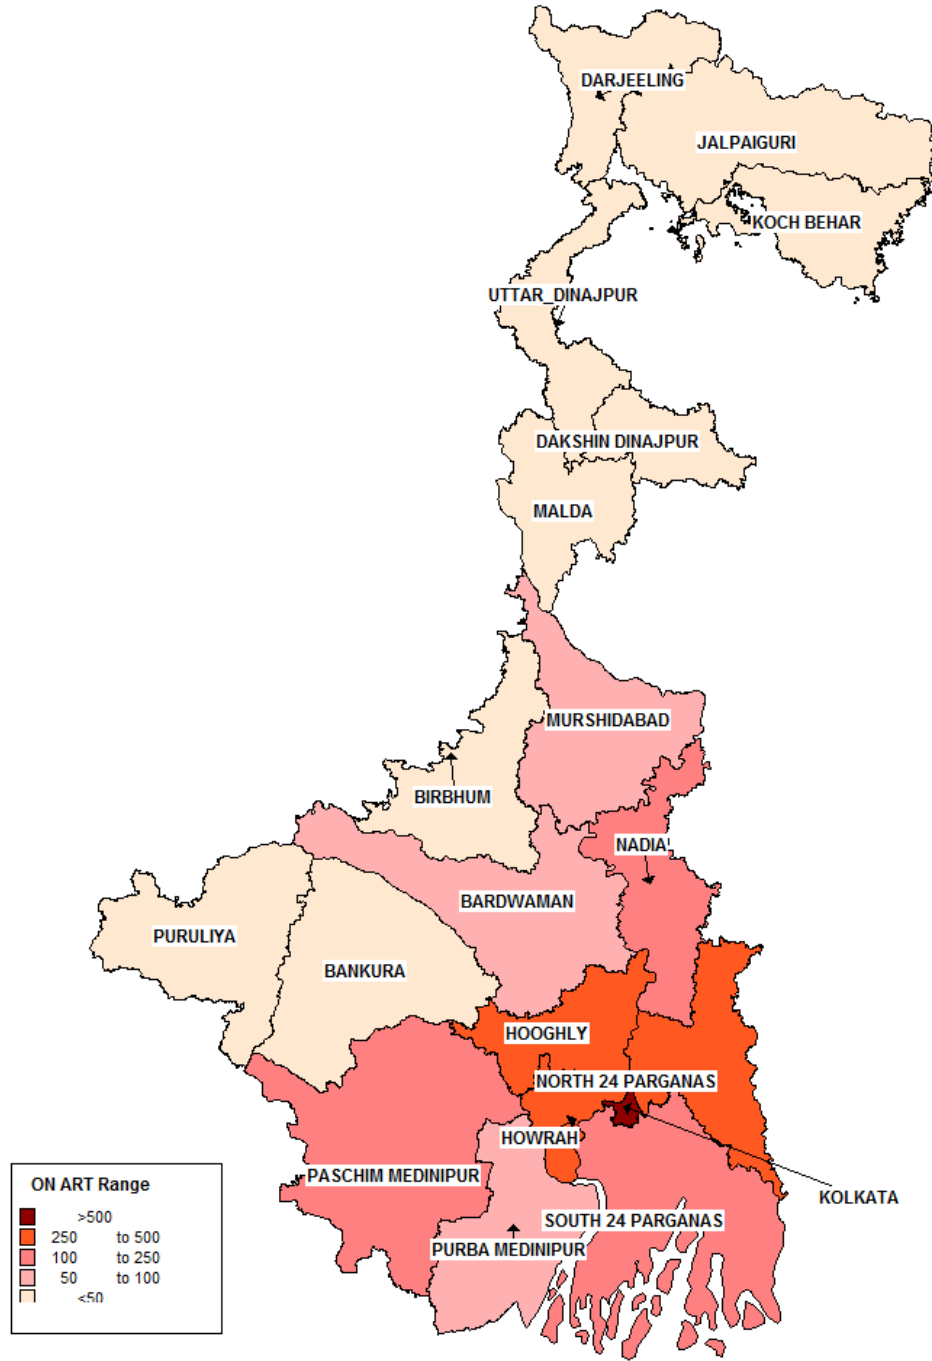 DARJEELING
JALPAIGURI
KOCH BEHAR
UTTAR_DINAJPUR
DAKSHIN DINAJPUR
MALDA
MURSHIDABAD
BIRBHUM
NADIA
BARDWAMAN
PURULIYA
BANKURA
HOOGHLY
NORTH 24 PARGANAS
HOWRAH
PASCHIM MEDINIPUR
KOLKATA
SOUTH 24 PARGANAS
PURBA MEDINIPUR
ON ART Range
>500
250 to 500
100 to 250
50 to 100
<50